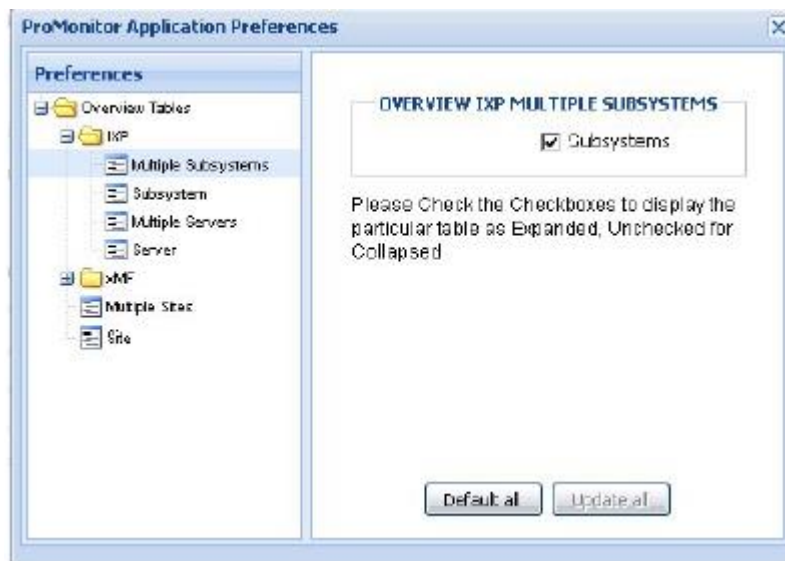 ProMonitor Application Preferences
Preferences
Overview Tables
IXP
Multiple Subsystems
Subsystem
Multiple Servers
Server
xMF
Multiple Sites
Site
OVERVIEW IXP MULTIPLE SUBSYSTEMS
Subsystems
Please Check the Checkboxes to display the
particular table as Expanded, Unchecked for
Collapsed
Default all
Update all